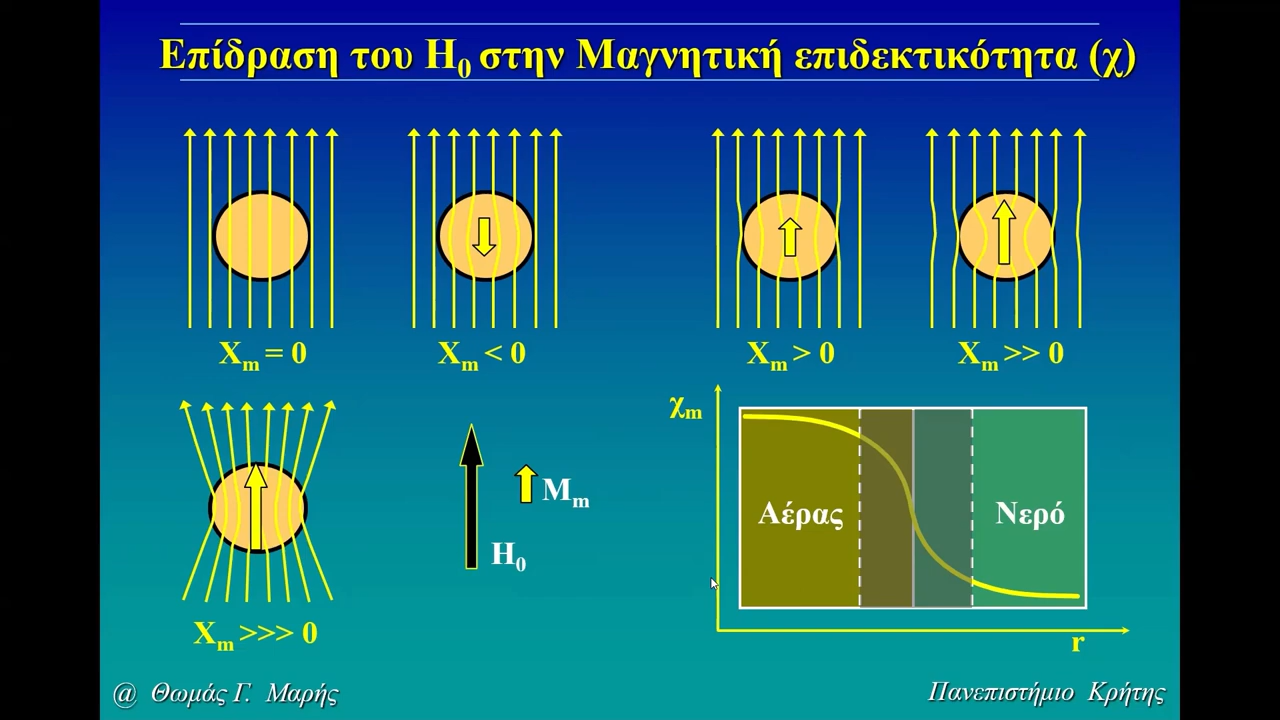 Επίδραση του H₀ στην Μαγνητική επιδεκτικότητα (χ)
Xₘ = 0
Xₘ < 0
Xₘ > 0
Xₘ >> 0
χₘ
Αέρας
Νερό
Mₘ
H₀
Xₘ >>> 0
r
@ Θωμάς Γ. Μαρής
Πανεπιστήμιο Κρήτης